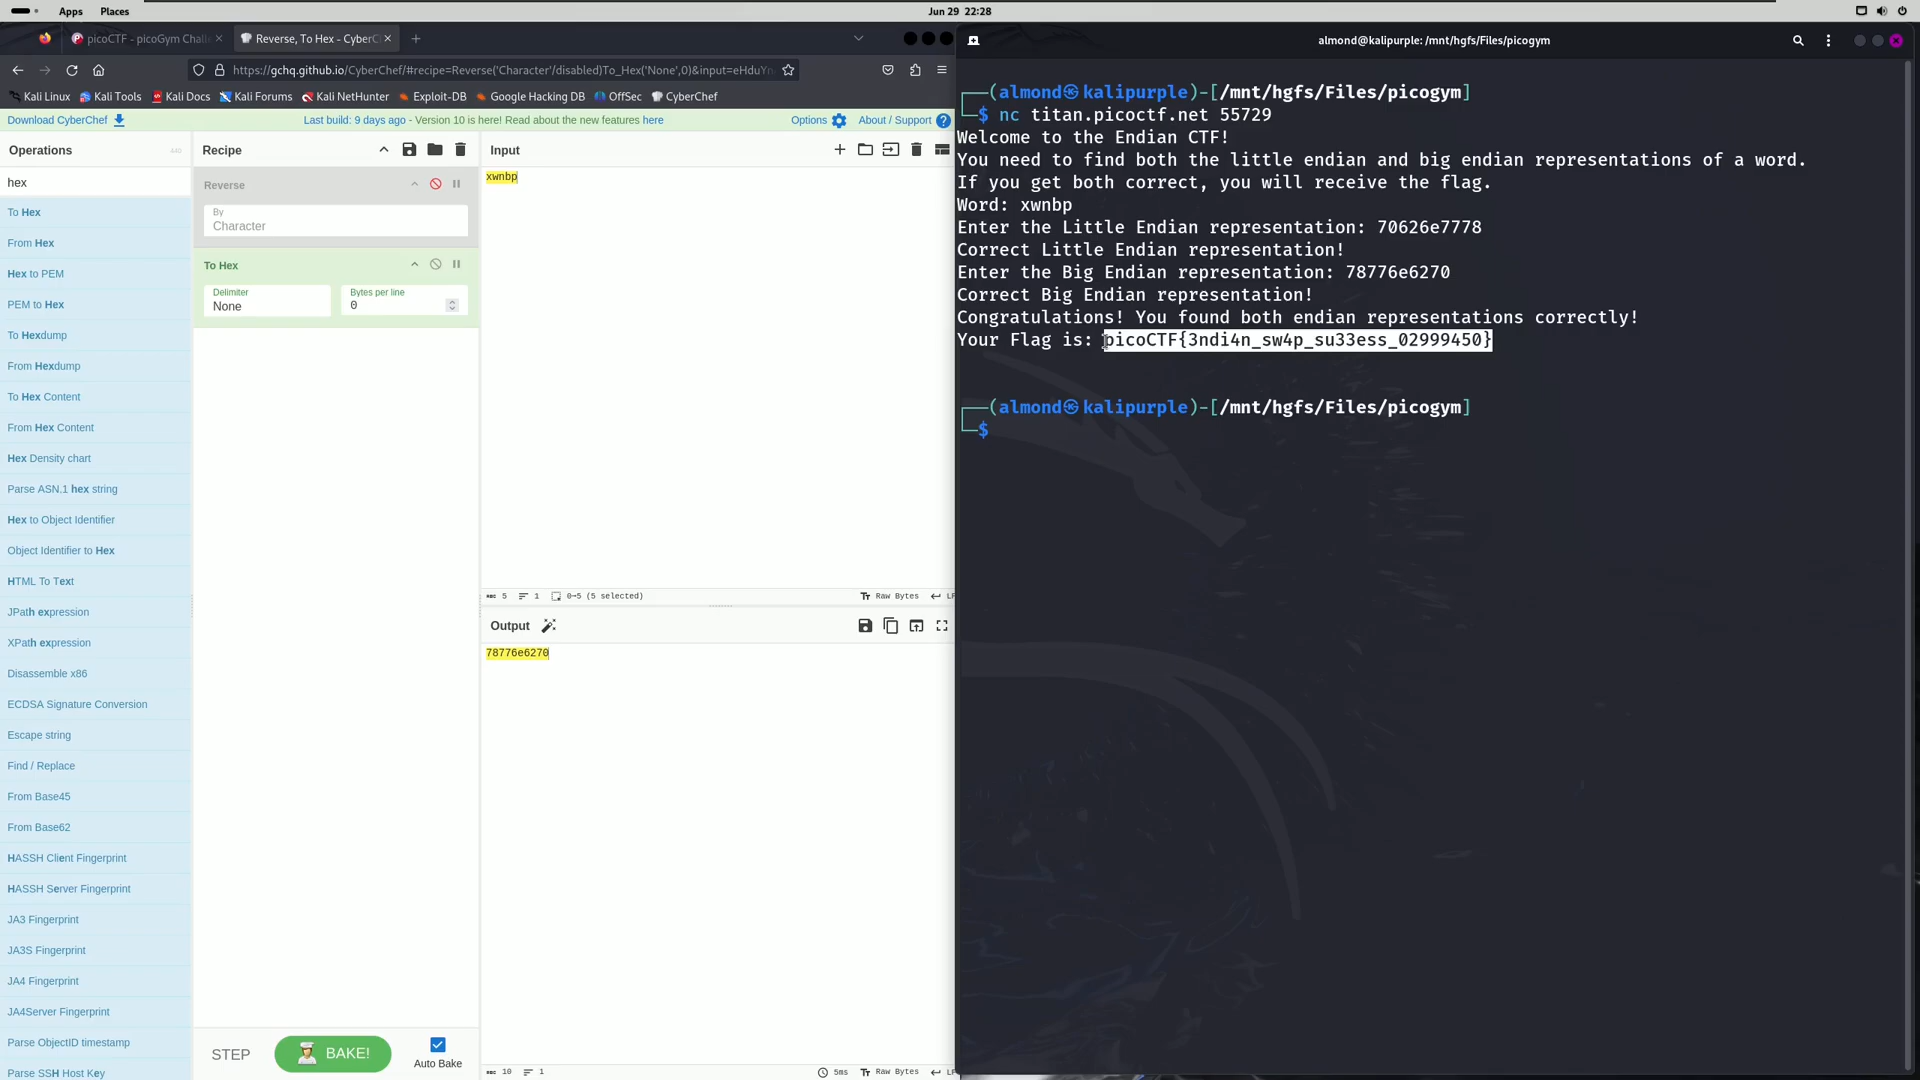 Apps Places
Jun 29 22:28
picoCTF - picoGym Chall
Reverse, To Hex - CyberC
https://gchq.github.io/CyberChef/#recipe=Reverse('Character'/disabled)To_Hex('None',0)&input=eHduYn
Kali Linux Kali Tools Kali Docs Kali Forums Kali NetHunter Exploit-DB Google Hacking DB OffSec CyberChef
Download CyberChef
Last build: 9 days ago - Version 10 is here! Read about the new features here
Options
About / Support
Operations
440
hex
To Hex
From Hex
Hex to PEM
PEM to Hex
To Hexdump
From Hexdump
To Hex Content
From Hex Content
Hex Density chart
Parse ASN.1 hex string
Hex to Object Identifier
Object Identifier to Hex
HTML To Text
JPath expression
XPath expression
Disassemble x86
ECDSA Signature Conversion
Escape string
Find / Replace
From Base45
From Base62
HASSH Client Fingerprint
HASSH Server Fingerprint
JA3 Fingerprint
JA3S Fingerprint
JA4 Fingerprint
JA4Server Fingerprint
Parse ObjectID timestamp
Parse SSH Host Key
Recipe
Reverse
By
Character
To Hex
Delimiter
None
Bytes per line
0
STEP
BAKE!
Auto Bake
Input
xwnbp
5 1 0→5 (5 selected)
Raw Bytes
Output
78776e6270
10 1
5ms
Raw Bytes
almond@kalipurple: /mnt/hgfs/Files/picogym
(almond㉿kalipurple)-[/mnt/hgfs/Files/picogym]
$ nc titan.picoctf.net 55729
Welcome to the Endian CTF!
You need to find both the little endian and big endian representations of a word.
If you get both correct, you will receive the flag.
Word: xwnbp
Enter the Little Endian representation: 70626e7778
Correct Little Endian representation!
Enter the Big Endian representation: 78776e6270
Correct Big Endian representation!
Congratulations! You found both endian representations correctly!
Your Flag is: picoCTF{3ndi4n_sw4p_su33ess_02999450}
(almond㉿kalipurple)-[/mnt/hgfs/Files/picogym]
$